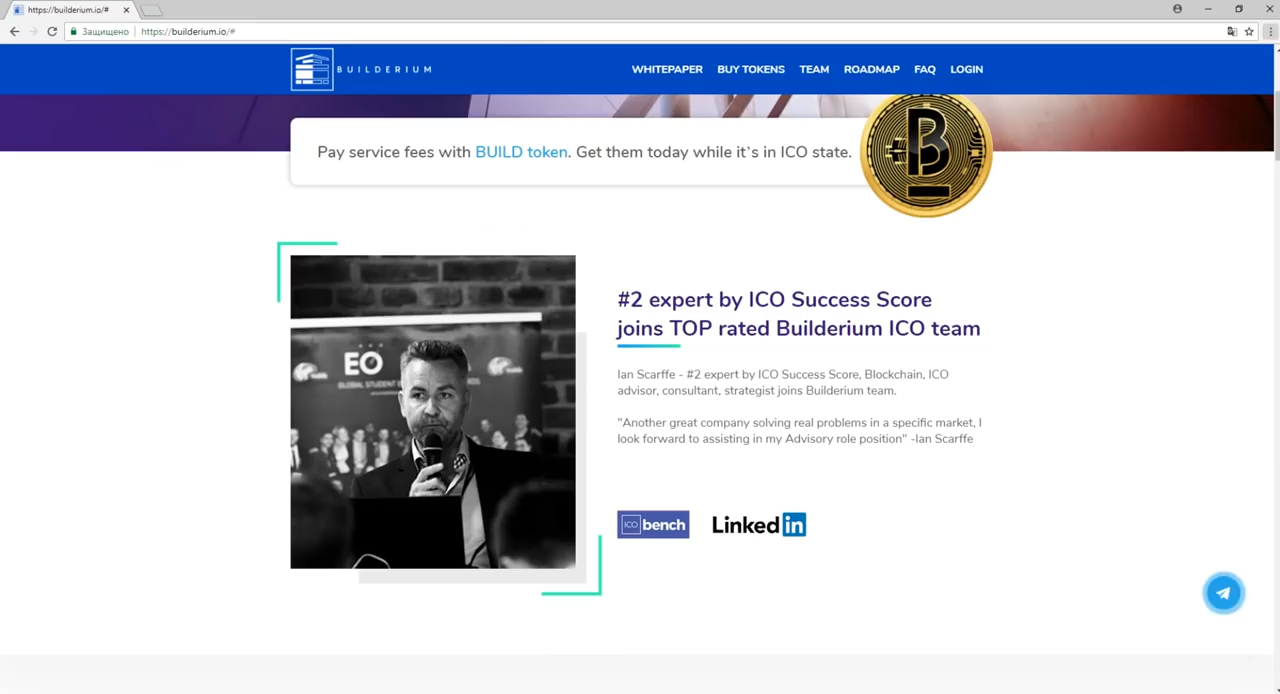 https://builderium.io/#
Защищено
https://builderium.io/#
BUILDERIUM
WHITEPAPER
BUY TOKENS
TEAM
ROADMAP
FAQ
LOGIN
Pay service fees with BUILD token. Get them today while it's in ICO state.
EO
GLOBAL STUDENT
#2 expert by ICO Success Score
joins TOP rated Builderium ICO team
Ian Scarffe - #2 expert by ICO Success Score, Blockchain, ICO
advisor, consultant, strategist joins Builderium team.
"Another great company solving real problems in a specific market, I
look forward to assisting in my Advisory role position" -Ian Scarffe
ICO bench
Linked in